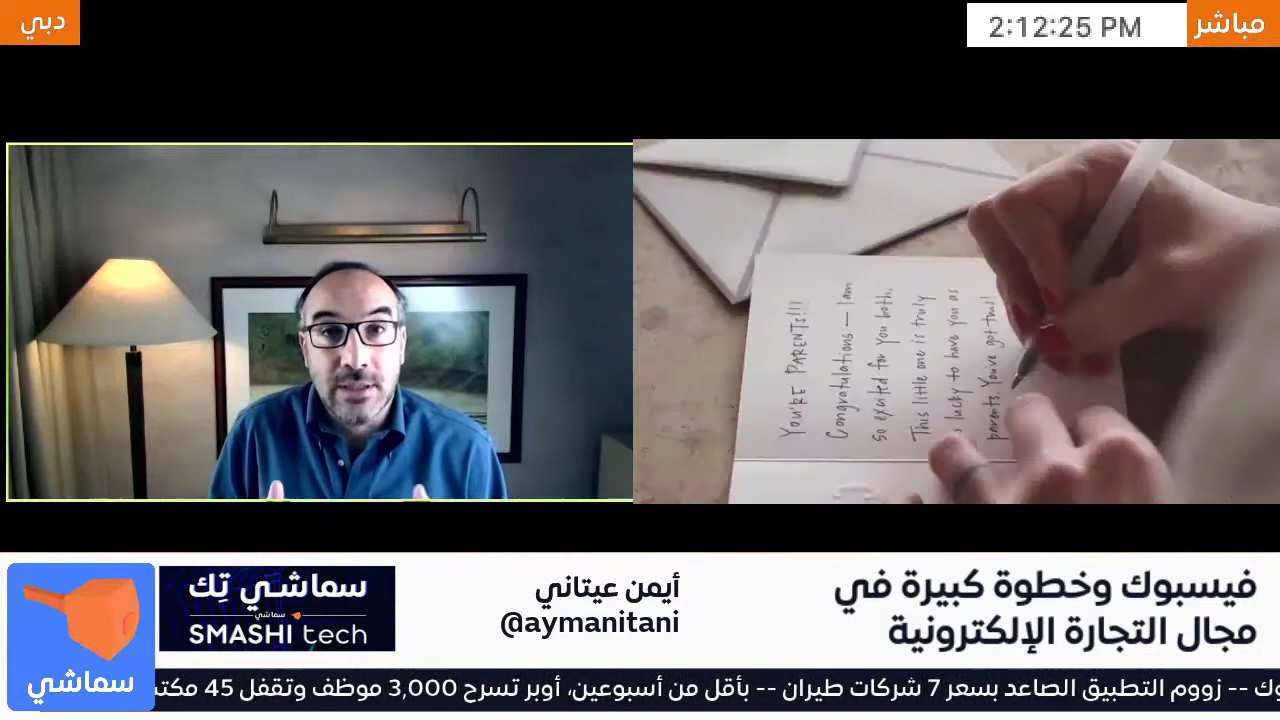 دبي
2:12:25 PM
مباشر
YOU'RE PARENTS!!!
Congratulations — I am
so excited for you both.
This little one is truly
lucky to have you as
parents. You've got this!
فيسبوك وخطوة كبيرة في
مجال التجارة الإلكترونية
أيمن عيتاني
@aymanitani
سماشي تِك
سماشي
SMASHI tech
سماشي
وك -- زووم التطبيق الصاعد بسعر 7 شركات طيران -- بأقل من أسبوعين، أوبر تسرح 3,000 موظف وتقفل 45 مكتب